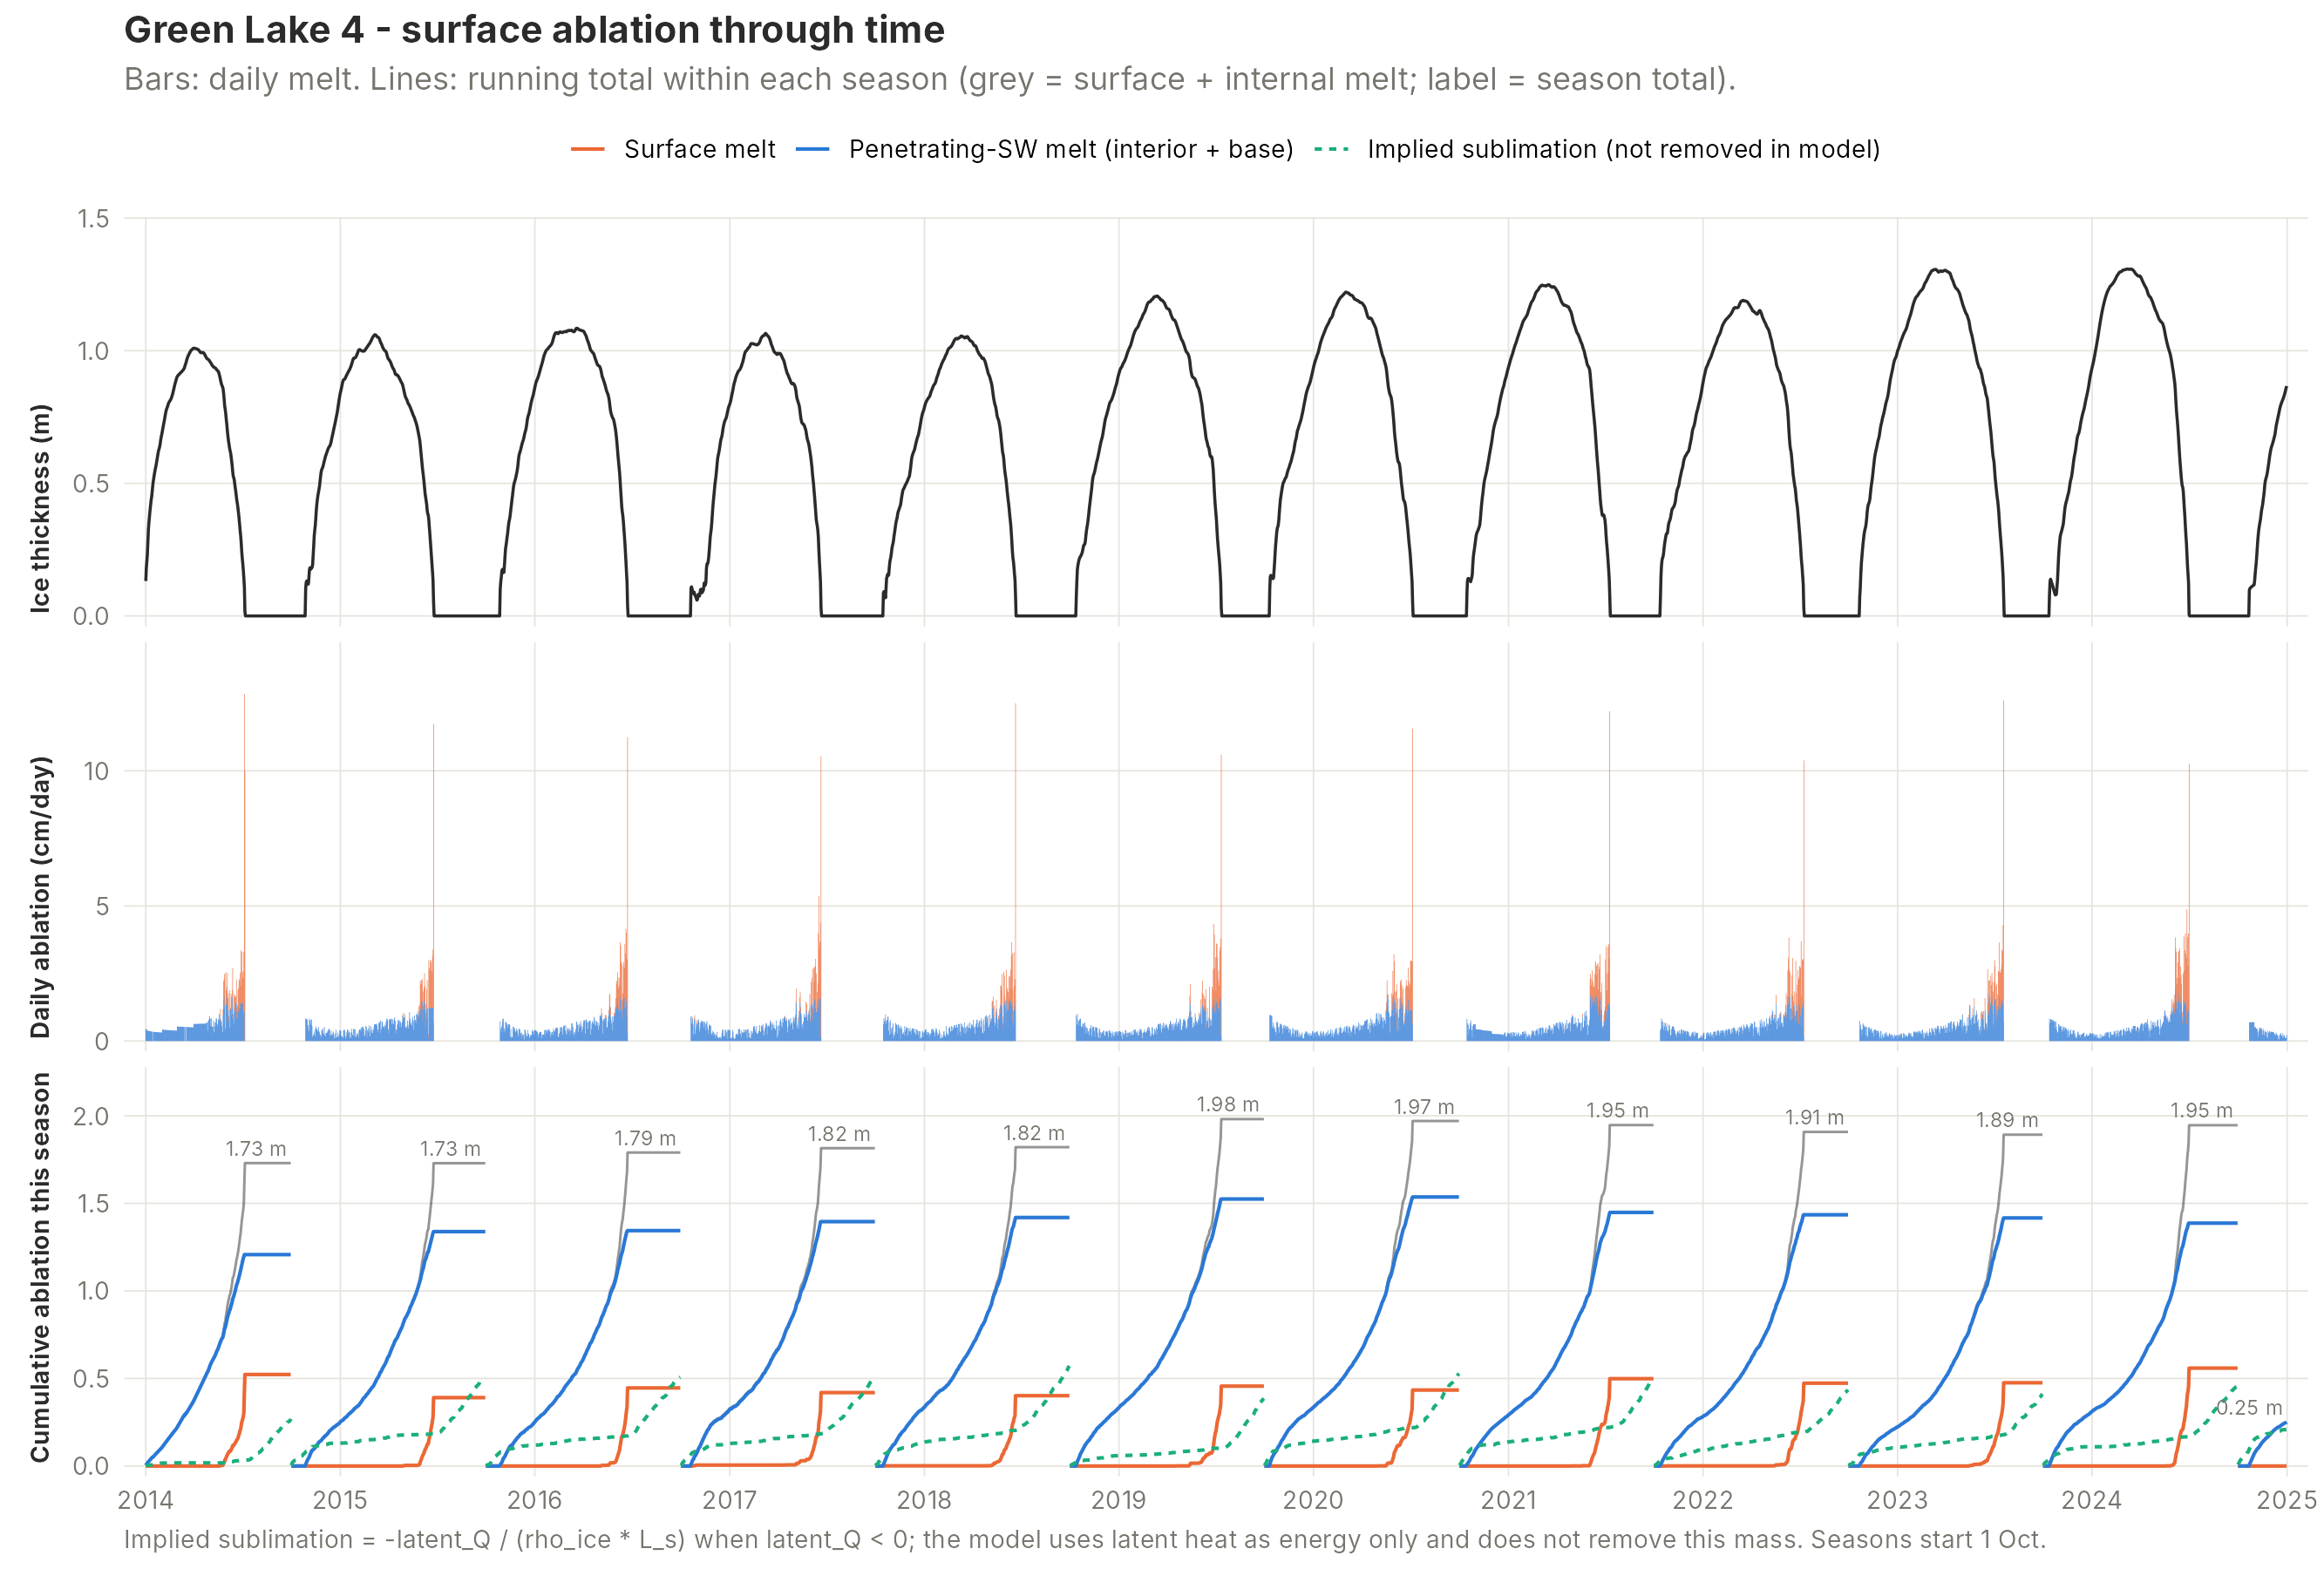 Green Lake 4 - surface ablation through time
Bars: daily melt. Lines: running total within each season (grey = surface + internal melt; label = season total).
Surface melt
Penetrating-SW melt (interior + base)
Implied sublimation (not removed in model)
Ice thickness (m)
1.5
1.0
0.5
0.0
Daily ablation (cm/day)
10
5
0
Cumulative ablation this season
2.0
1.5
1.0
0.5
0.0
1.73 m
1.73 m
1.79 m
1.82 m
1.82 m
1.98 m
1.97 m
1.95 m
1.91 m
1.89 m
1.95 m
0.25 m
2014
2015
2016
2017
2018
2019
2020
2021
2022
2023
2024
2025
Implied sublimation = -latent_Q / (rho_ice * L_s) when latent_Q < 0; the model uses latent heat as energy only and does not remove this mass. Seasons start 1 Oct.